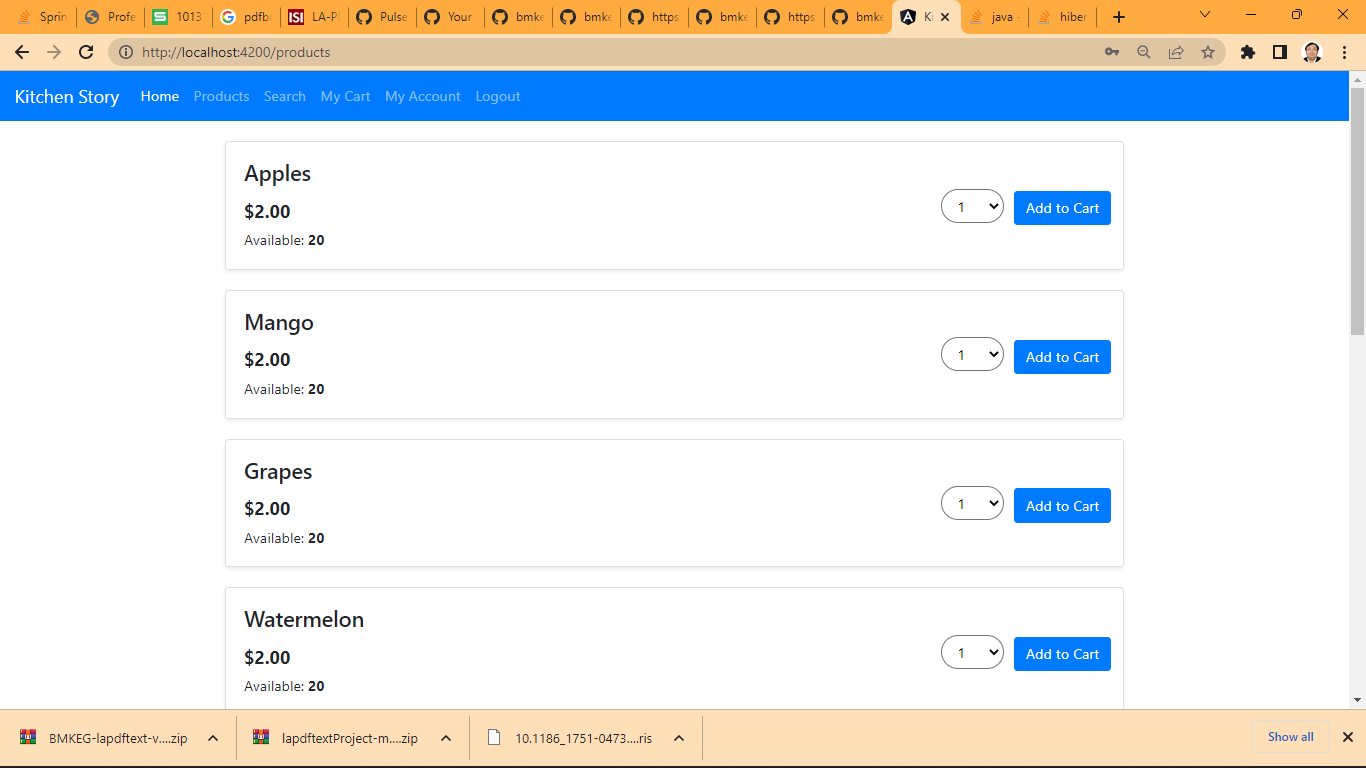 Sprin Profe 1013 pdfbo LA-PI Pulse Your bmke bmke https bmke https bmke Ki java - hiber
http://localhost:4200/products
Kitchen Story Home Products Search My Cart My Account Logout
Apples
$2.00
Available: 20
1 Add to Cart
Mango
$2.00
Available: 20
1 Add to Cart
Grapes
$2.00
Available: 20
1 Add to Cart
Watermelon
$2.00
Available: 20
1 Add to Cart
BMKEG-lapdftext-v....zip lapdftextProject-m....zip 10.1186_1751-0473....ris Show all